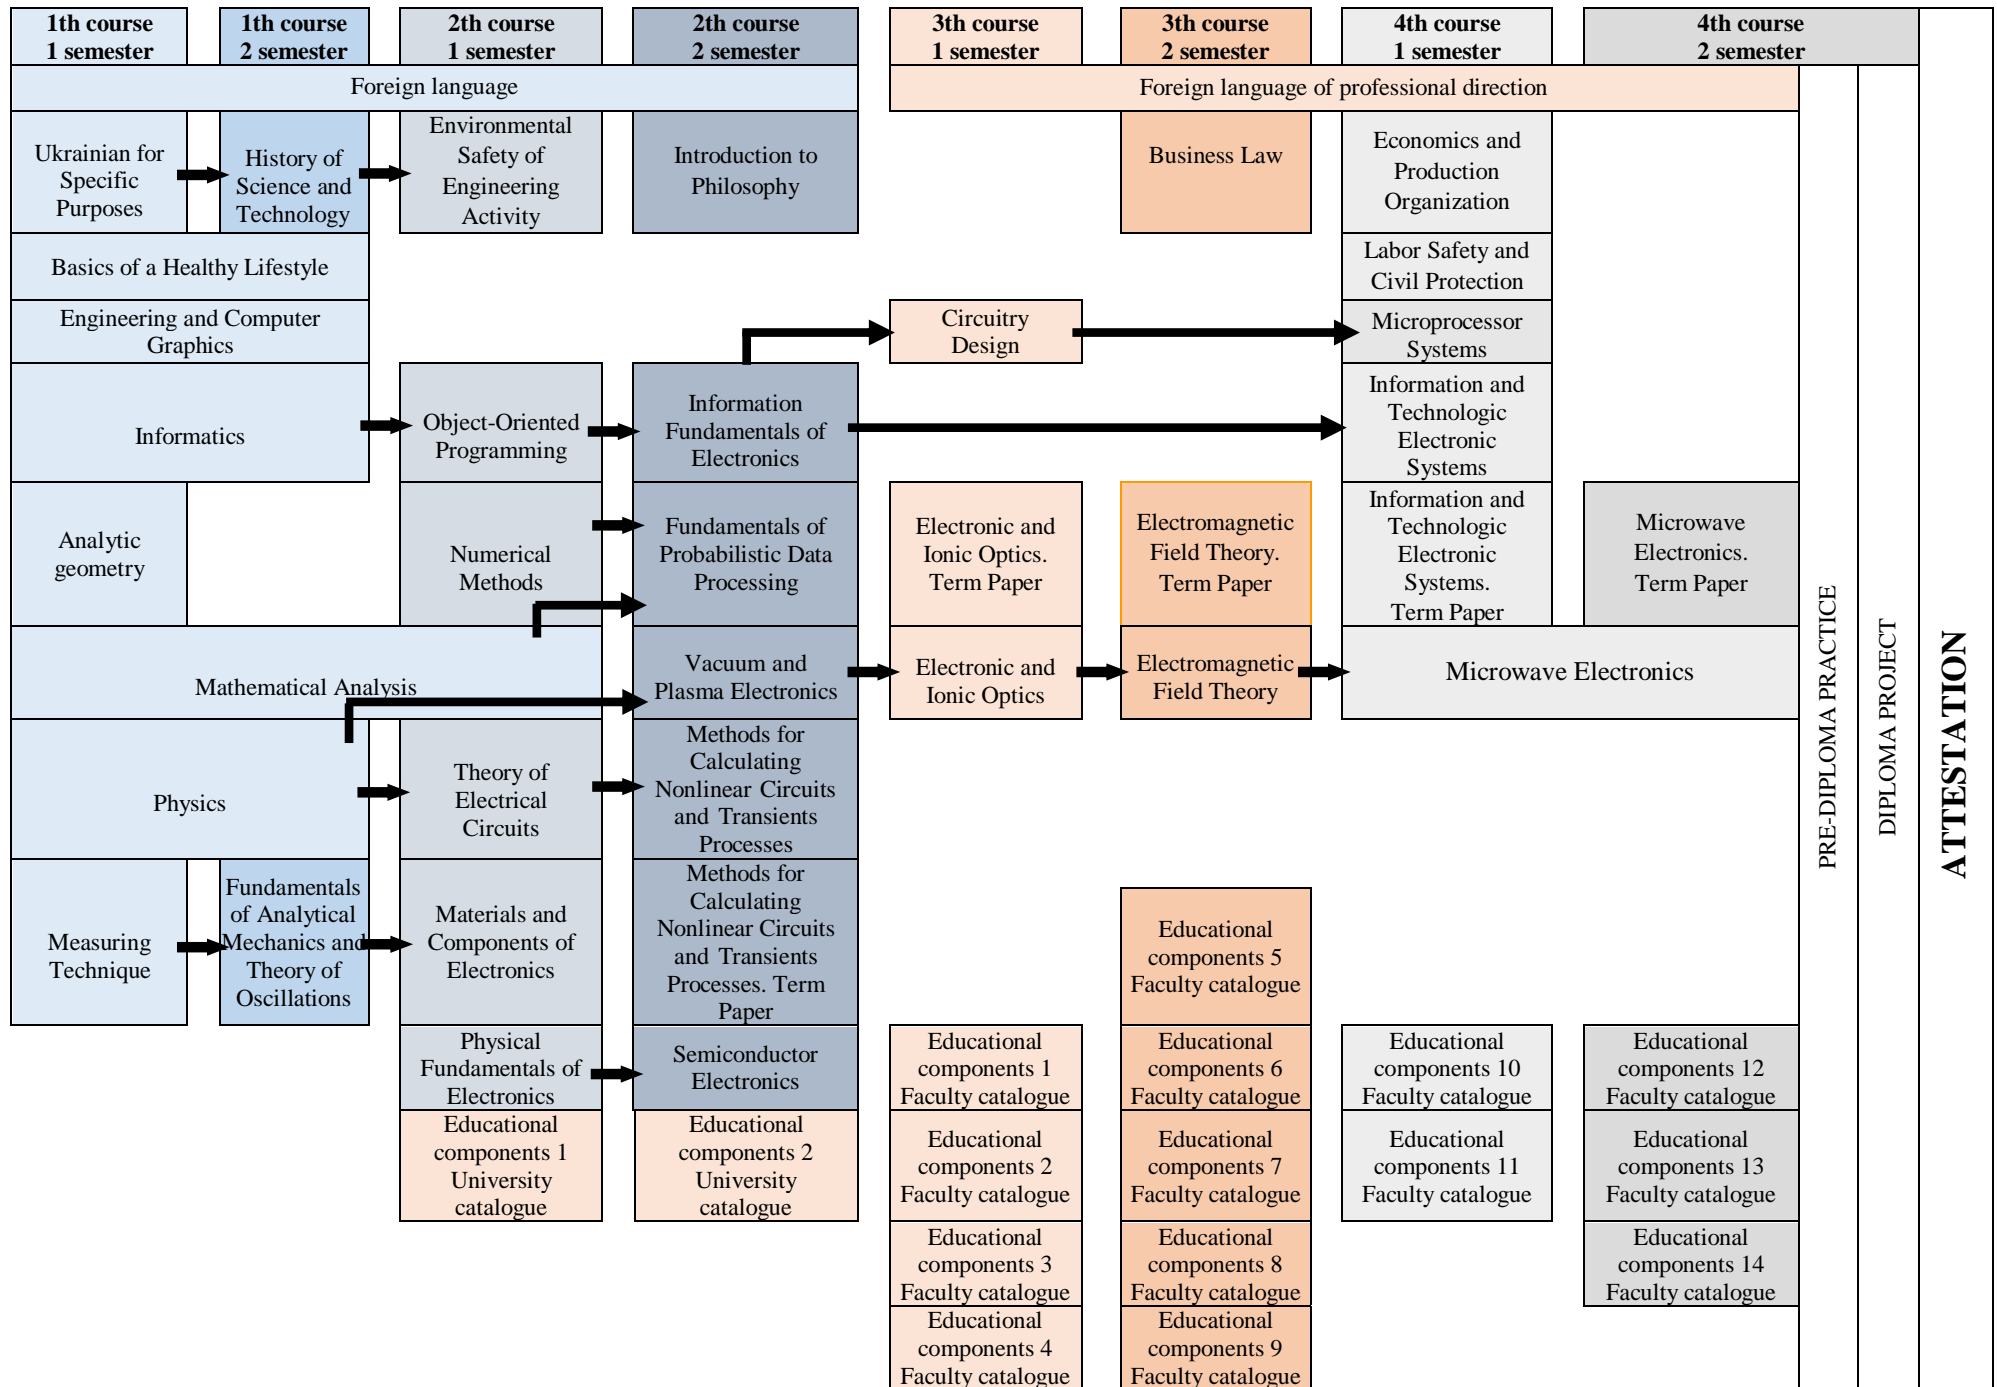 1th course
1 semester
1th course
2 semester
2th course
1 semester
2th course
2 semester
3th course
1 semester
3th course
2 semester
4th course
1 semester
4th course
2 semester
Foreign language
Foreign language of professional direction
Ukrainian for
Specific
Purposes
History of
Science and
Technology
Environmental
Safety of
Engineering
Activity
Introduction to
Philosophy
Business Law
Economics and
Production
Organization
Basics of a Healthy Lifestyle
Labor Safety and
Civil Protection
Engineering and Computer
Graphics
Circuitry
Design
Microprocessor
Systems
Informatics
Object-Oriented
Programming
Information
Fundamentals of
Electronics
Information and
Technologic
Electronic
Systems
Analytic
geometry
Numerical
Methods
Fundamentals of
Probabilistic Data
Processing
Electronic and
Ionic Optics.
Term Paper
Electromagnetic
Field Theory.
Term Paper
Information and
Technologic
Electronic
Systems.
Term Paper
Microwave
Electronics.
Term Paper
Mathematical Analysis
Vacuum and
Plasma Electronics
Electronic and
Ionic Optics
Electromagnetic
Field Theory
Microwave Electronics
Physics
Theory of
Electrical
Circuits
Methods for
Calculating
Nonlinear Circuits
and Transients
Processes
Measuring
Technique
Fundamentals
of Analytical
Mechanics and
Theory of
Oscillations
Materials and
Components of
Electronics
Methods for
Calculating
Nonlinear Circuits
and Transients
Processes. Term
Paper
Educational
components 5
Faculty catalogue
Physical
Fundamentals of
Electronics
Semiconductor
Electronics
Educational
components 1
Faculty catalogue
Educational
components 6
Faculty catalogue
Educational
components 10
Faculty catalogue
Educational
components 12
Faculty catalogue
Educational
components 1
University
catalogue
Educational
components 2
University
catalogue
Educational
components 2
Faculty catalogue
Educational
components 7
Faculty catalogue
Educational
components 11
Faculty catalogue
Educational
components 13
Faculty catalogue
Educational
components 3
Faculty catalogue
Educational
components 8
Faculty catalogue
Educational
components 14
Faculty catalogue
Educational
components 4
Faculty catalogue
Educational
components 9
Faculty catalogue
PRE-DIPLOMA PRACTICE
DIPLOMA PROJECT
ATTESTATION